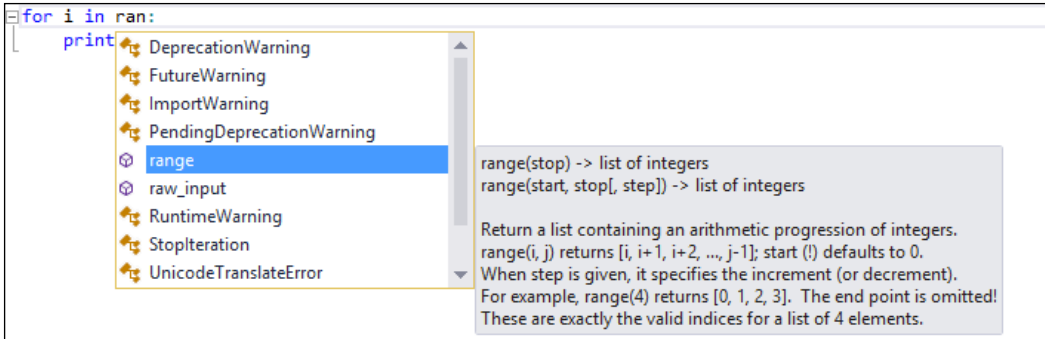 for i in ran:
print
DeprecationWarning
FutureWarning
ImportWarning
PendingDeprecationWarning
range
raw_input
RuntimeWarning
StopIteration
UnicodeTranslateError
range(stop) -> list of integers
range(start, stop[, step]) -> list of integers
Return a list containing an arithmetic progression of integers.
range(i, j) returns [i, i+1, i+2, ..., j-1]; start (!) defaults to 0.
When step is given, it specifies the increment (or decrement).
For example, range(4) returns [0, 1, 2, 3].  The end point is omitted!
These are exactly the valid indices for a list of 4 elements.